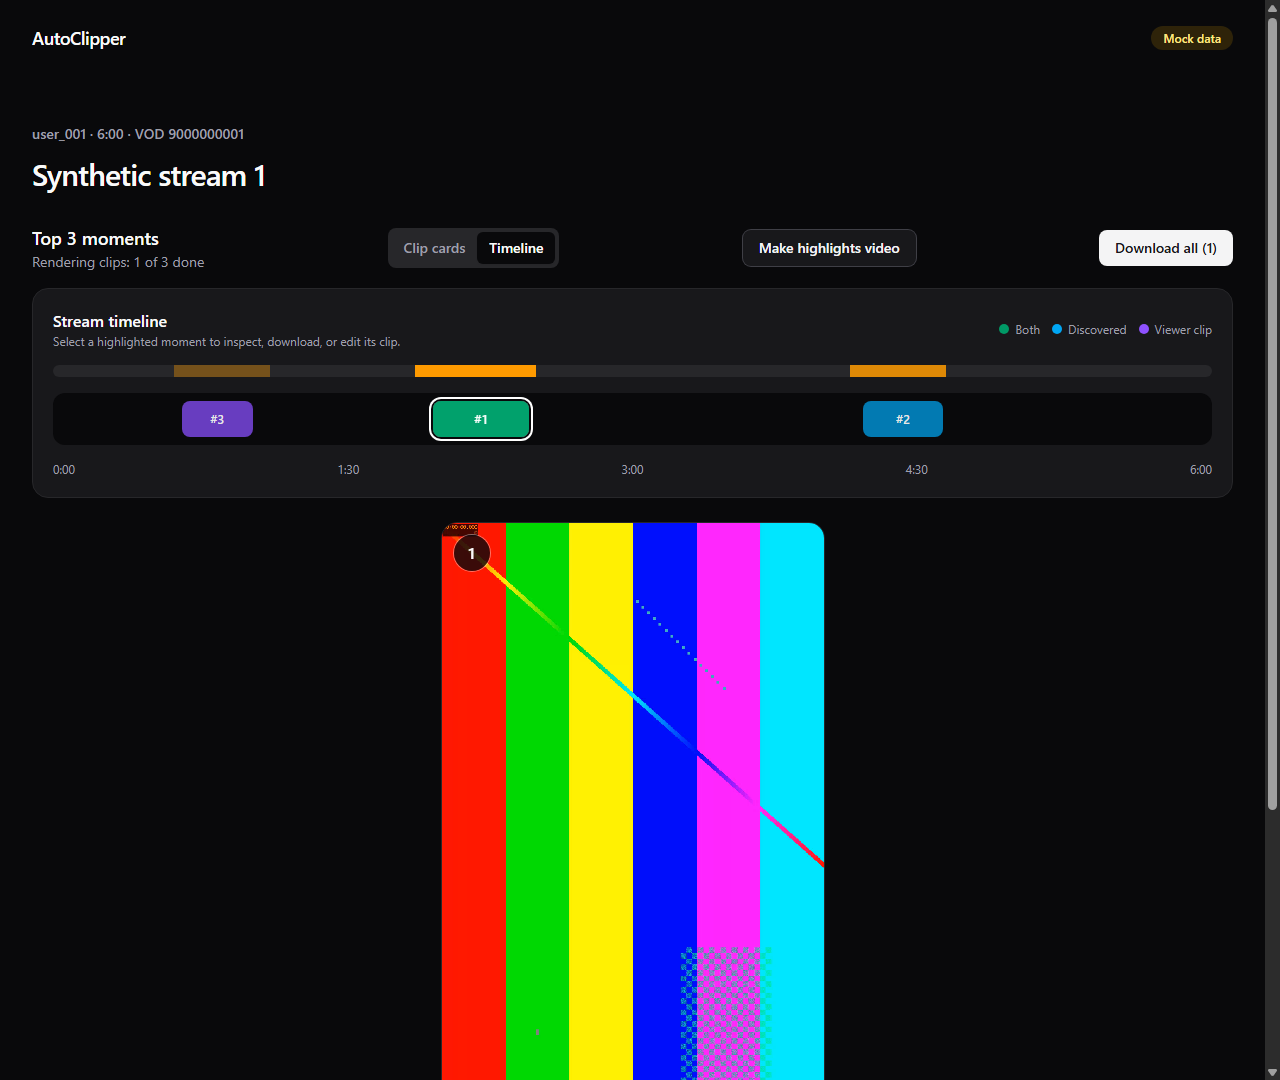 AutoClipper
Mock data
user_001 · 6:00 · VOD 9000000001
Synthetic stream 1
Top 3 moments
Rendering clips: 1 of 3 done
Clip cards
Timeline
Make highlights video
Download all (1)
Stream timeline
Select a highlighted moment to inspect, download, or edit its clip.
Both
Discovered
Viewer clip
#3
#1
#2
0:00
1:30
3:00
4:30
6:00
1